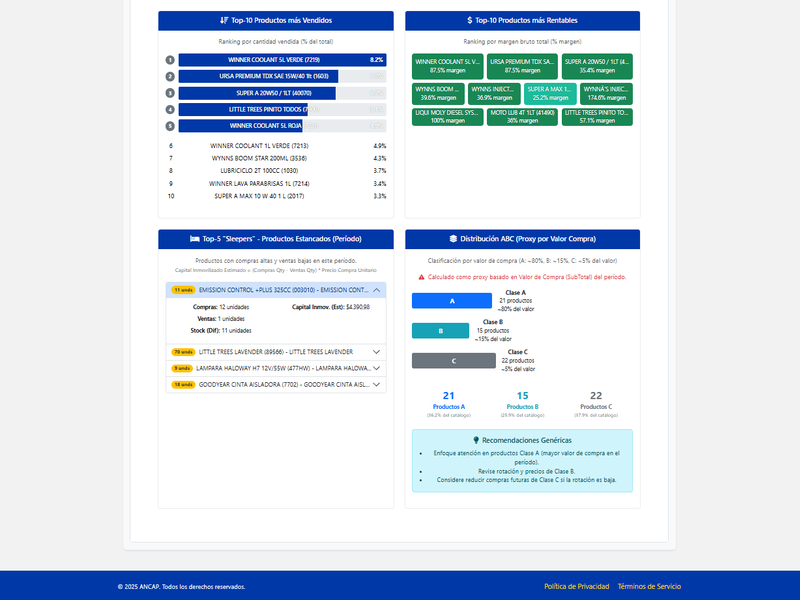 Top-10 Productos más Vendidos
Ranking por cantidad vendida (% del total)
1 WINNER COOLANT 5L VERDE (7219) 8.2%
2 URSA PREMIUM TDX SAE 15W/40 1lt (1603)
3 SUPER A 20W50 / 1LT (40070)
4 LITTLE TREES PINITO TODOS (7
5 WINNER COOLANT 5L ROJA
6 WINNER COOLANT 1L VERDE (7213) 4.9%
7 WYNNS BOOM STAR 200ML (3536) 4.3%
8 LUBRICICLO 2T 100CC (1030) 3.7%
9 WINNER LAVA PARABRISAS 1L (7214) 3.4%
10 SUPER A MAX 10 W 40 1 L (2017) 3.3%
$ Top-10 Productos más Rentables
Ranking por margen bruto total (% margen)
WINNER COOLANT 5L V... URSA PREMIUM TDX SA... SUPER A 20W50 / 1LT (4...
87.5% margen 87.5% margen 35.4% margen
WYNNS BOOM ... WYNNS INJECT... SUPER A MAX 1... WYNNÂ´S INJEC...
39.6% margen 36.9% margen 25.2% margen 174.6% margen
LIQUI MOLY DIESEL SYS... MOTO LUB 4T 1LT (41490) LITTLE TREES PINITO TO...
100% margen 38% margen 57.1% margen
Top-5 "Sleepers" - Productos Estancados (Período)
Productos con compras altas y ventas bajas en este período.
Capital Inmovilizado Estimado = (Compras Qty - Ventas Qty) * Precio Compra Unitario
11 unds EMISSION CONTROL +PLUS 325CC (003010) - EMISSION CONT...
Compras: 12 unidades Capital Inmov. (Est): $4.390,98
Ventas: 1 unidades
Stock (Dif): 11 unidades
70 unds LITTLE TREES LAVENDER (89566) - LITTLE TREES LAVENDER
9 unds LAMPARA HALOWAY H7 12V/55W (477HW) - LAMPARA HALOWA...
18 unds GOODYEAR CINTA AISLADORA (7702) - GOODYEAR CINTA AISL...
Distribución ABC (Proxy por Valor Compra)
Clasificación por valor de compra (A: ~80%, B: ~15%, C: ~5% del valor)
Calculado como proxy basado en Valor de Compra (SubTotal) del período.
A
Clase A
21 productos
~80% del valor
B
Clase B
15 productos
~15% del valor
C
Clase C
22 productos
~5% del valor
21 15 22
Productos A Productos B Productos C
(36.2% del catálogo) (25.9% del catálogo) (37.9% del catálogo)
Recomendaciones Genéricas
• Enfoque atención en productos Clase A (mayor valor de compra en el
período).
• Revise rotación y precios de Clase B.
• Considere reducir compras futuras de Clase C si la rotación es baja.
© 2025 ANCAP. Todos los derechos reservados.
Política de Privacidad Términos de Servicio